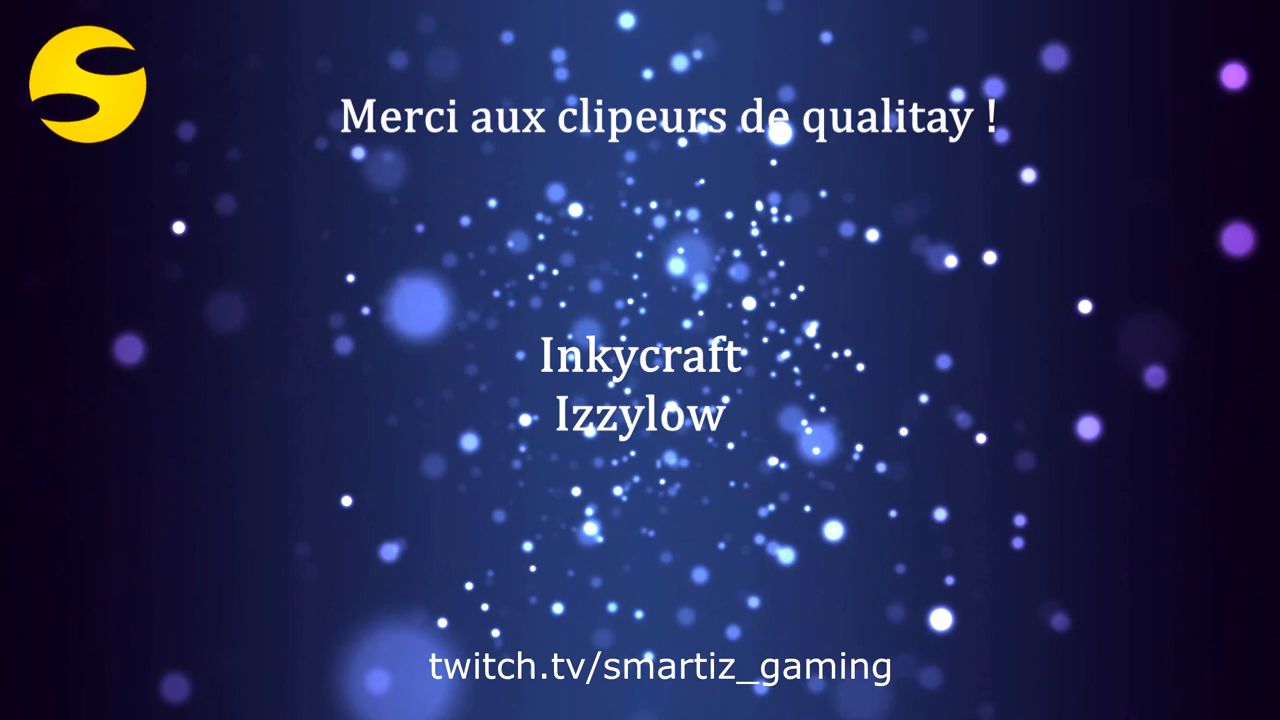 Merci aux clipeurs de qualitay !
Inkycraft
Izzylow
twitch.tv/smartiz_gaming